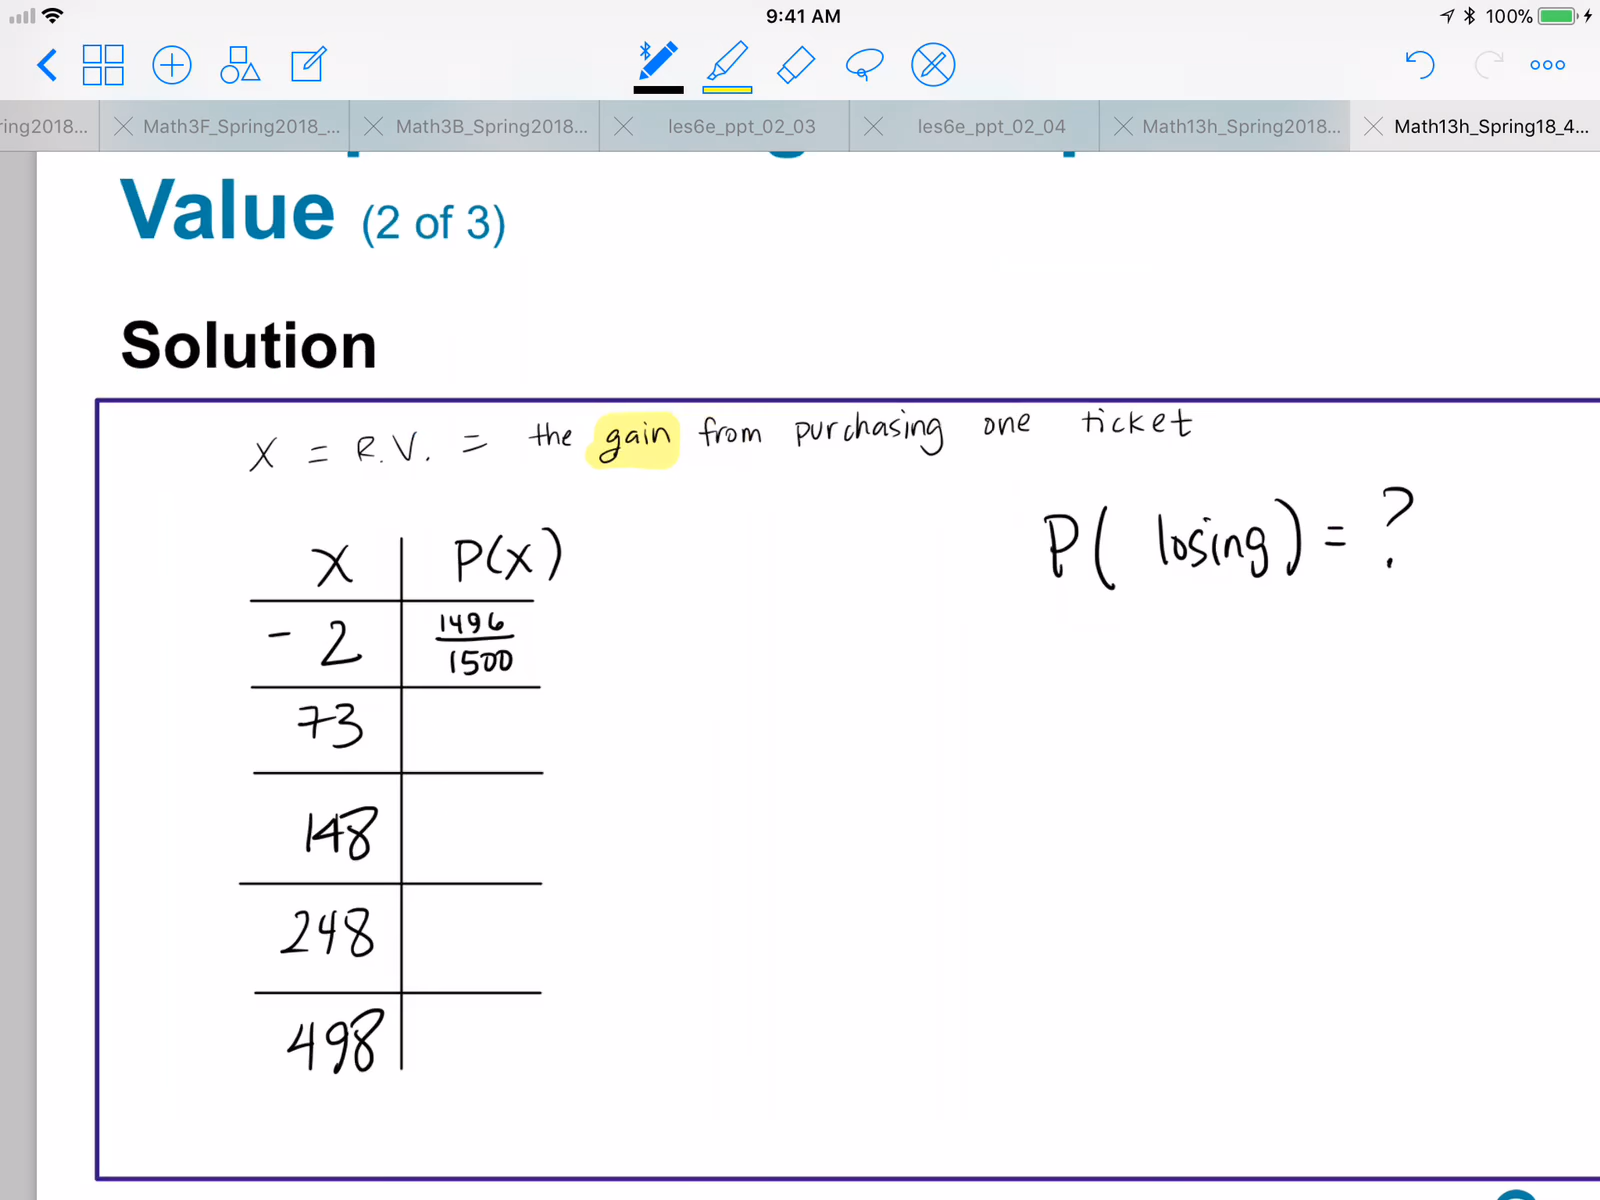 9:41 AM
100%
ring2018...
Math3F_Spring2018_...
Math3B_Spring2018...
les6e_ppt_02_03
les6e_ppt_02_04
Math13h_Spring2018...
Math13h_Spring18_4...
Value (2 of 3)
Solution
X = R.V. = the gain from purchasing one ticket
P( losing) = ?
X P(X)
-2 1496/1500
73
148
248
498